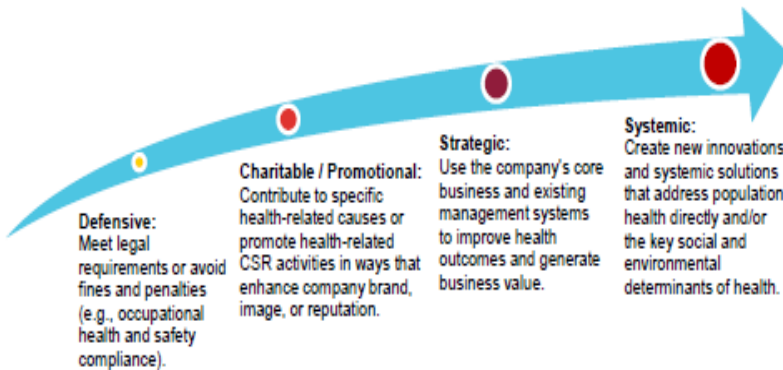 Defensive:
Meet legal
requirements or avoid
fines and penalties
(e.g., occupational
health and safety
compliance).
Charitable / Promotional:
Contribute to specific
health-related causes or
promote health-related
CSR activities in ways that
enhance company brand,
image, or reputation.
Strategic:
Use the company's core
business and existing
management systems
to improve health
outcomes and generate
business value.
Systemic:
Create new innovations
and systemic solutions
that address population
health directly and/or
the key social and
environmental
determinants of health.